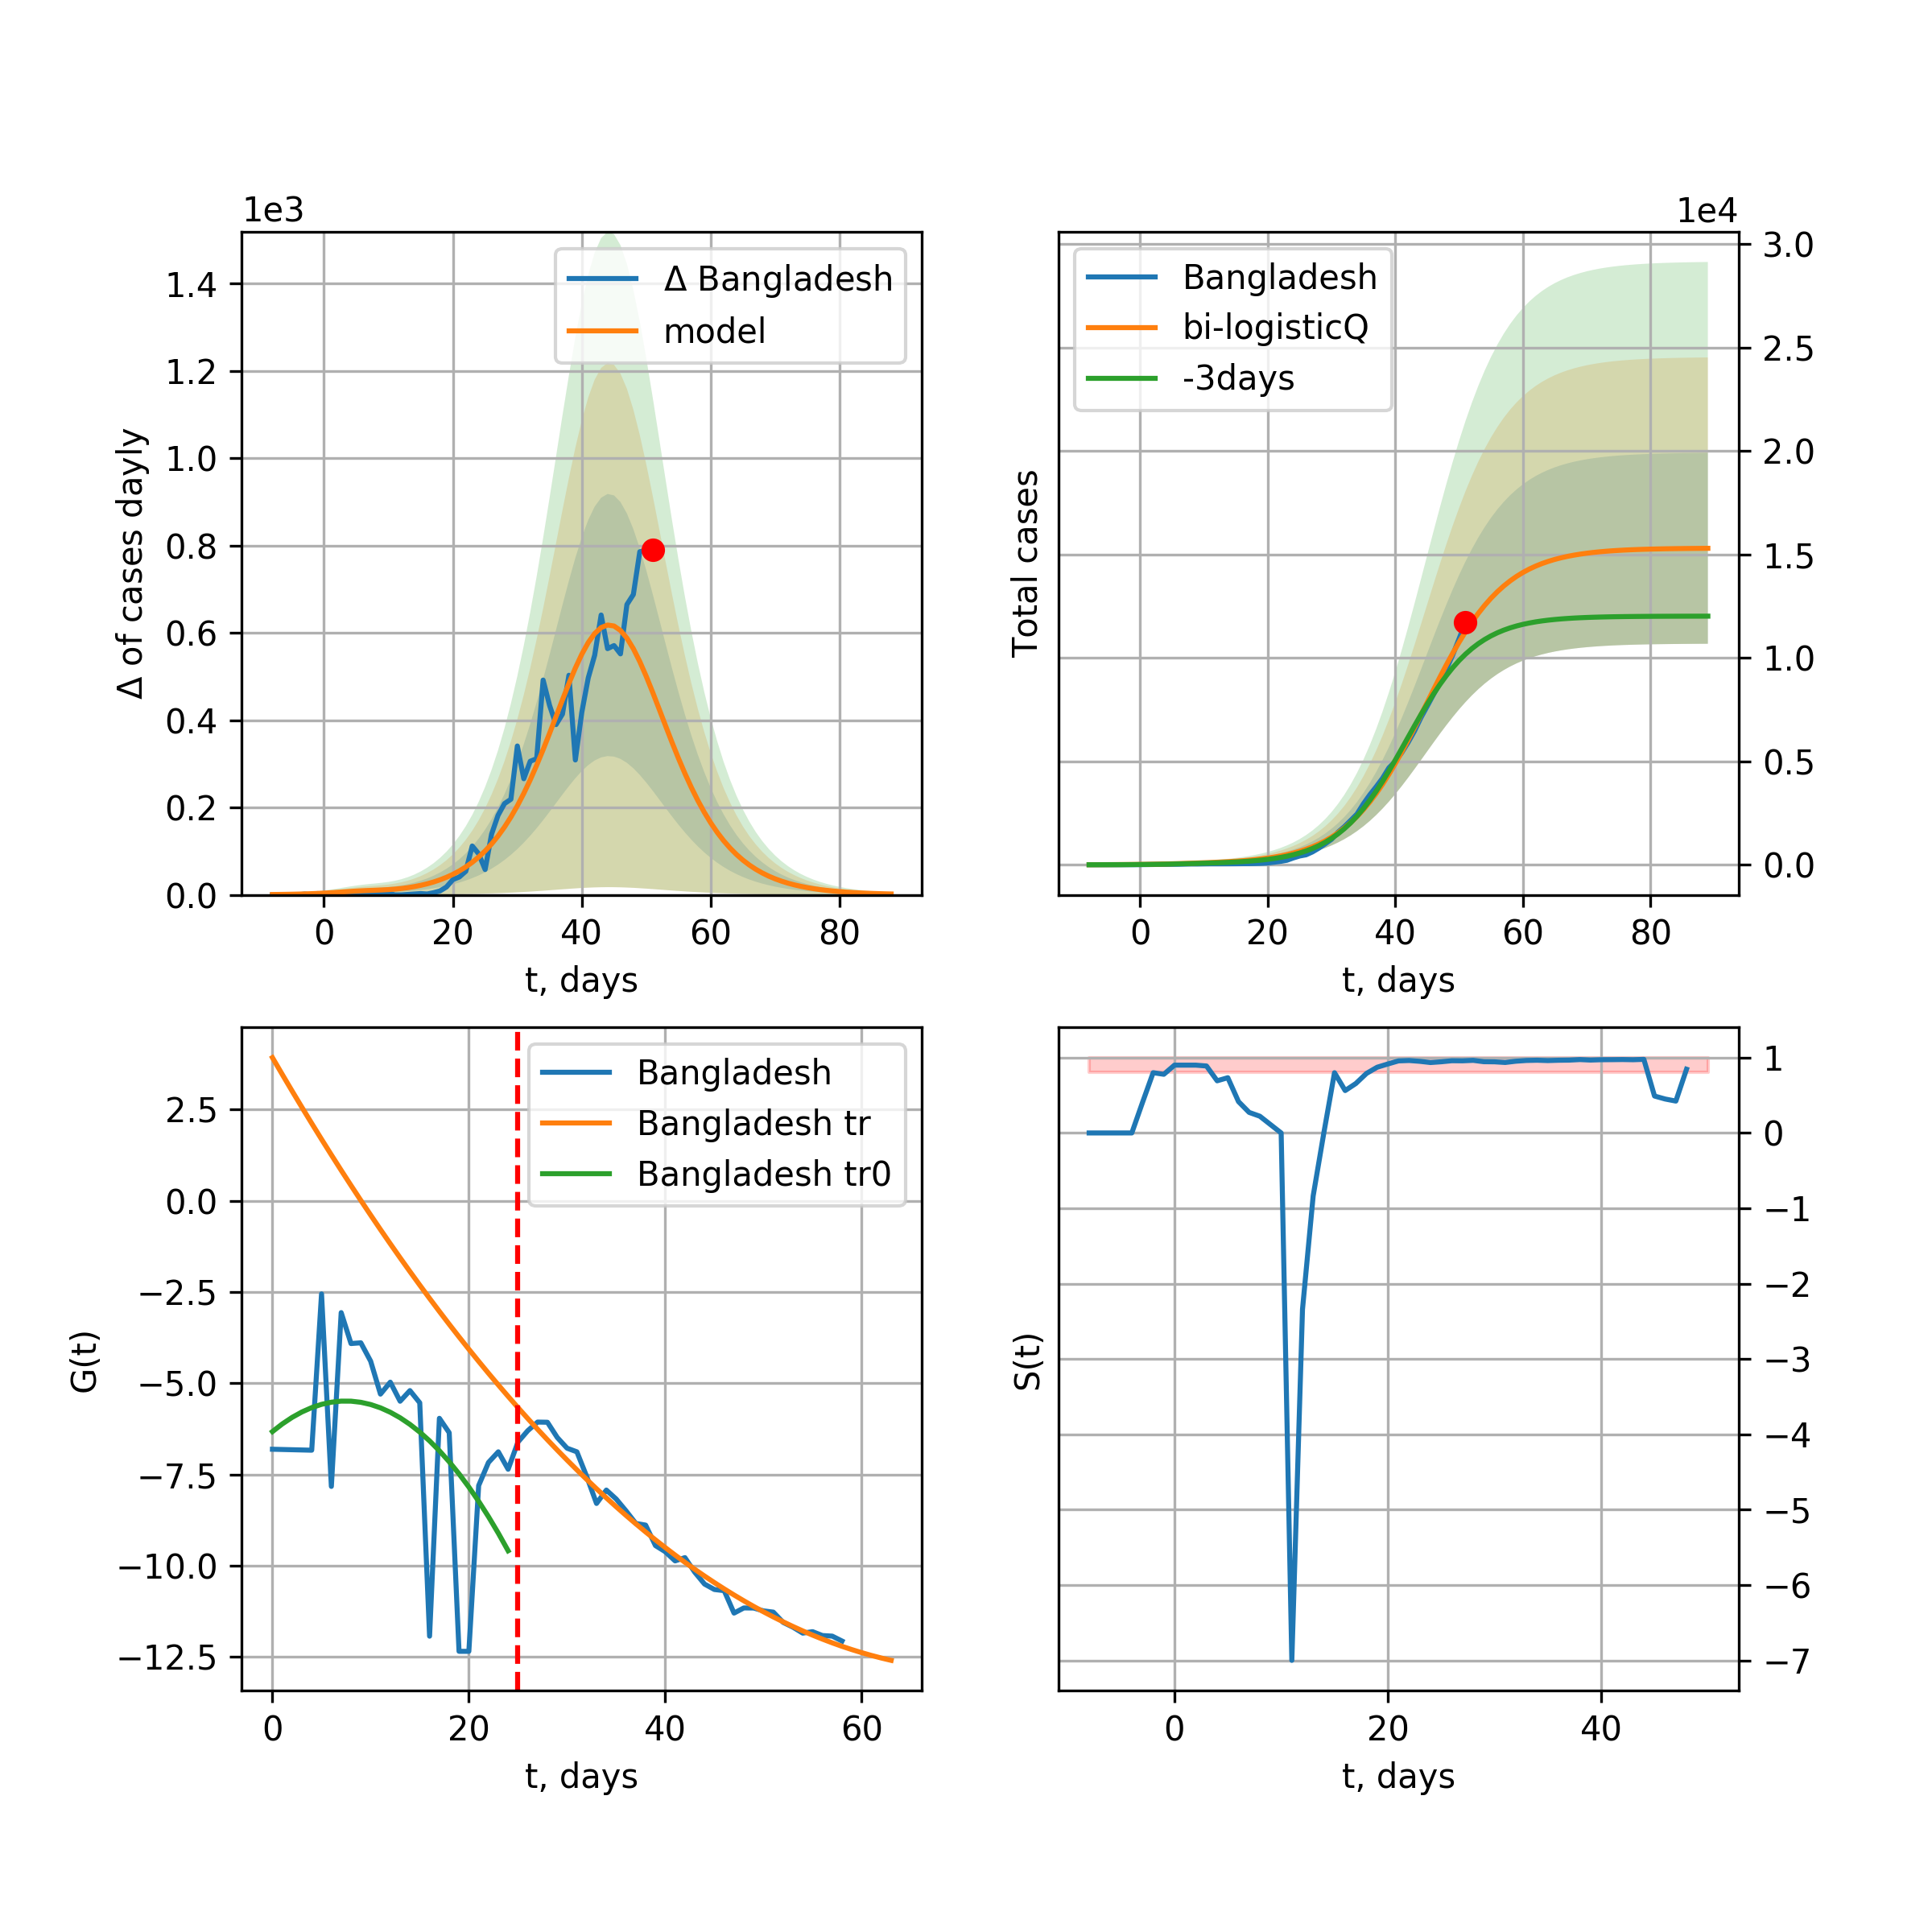 1e3
Δ of cases dayly
1.4
1.2
1.0
0.8
0.6
0.4
0.2
0.0
Δ Bangladesh
model
0 20 40 60 80
t, days
1e4
Total cases
Bangladesh
bi-logisticQ
-3days
3.0
2.5
2.0
1.5
1.0
0.5
0.0
0 20 40 60 80
t, days
G(t)
2.5
0.0
−2.5
−5.0
−7.5
−10.0
−12.5
Bangladesh
Bangladesh tr
Bangladesh tr0
0 20 40 60
t, days
S(t)
1
0
−1
−2
−3
−4
−5
−6
−7
0 20 40
t, days